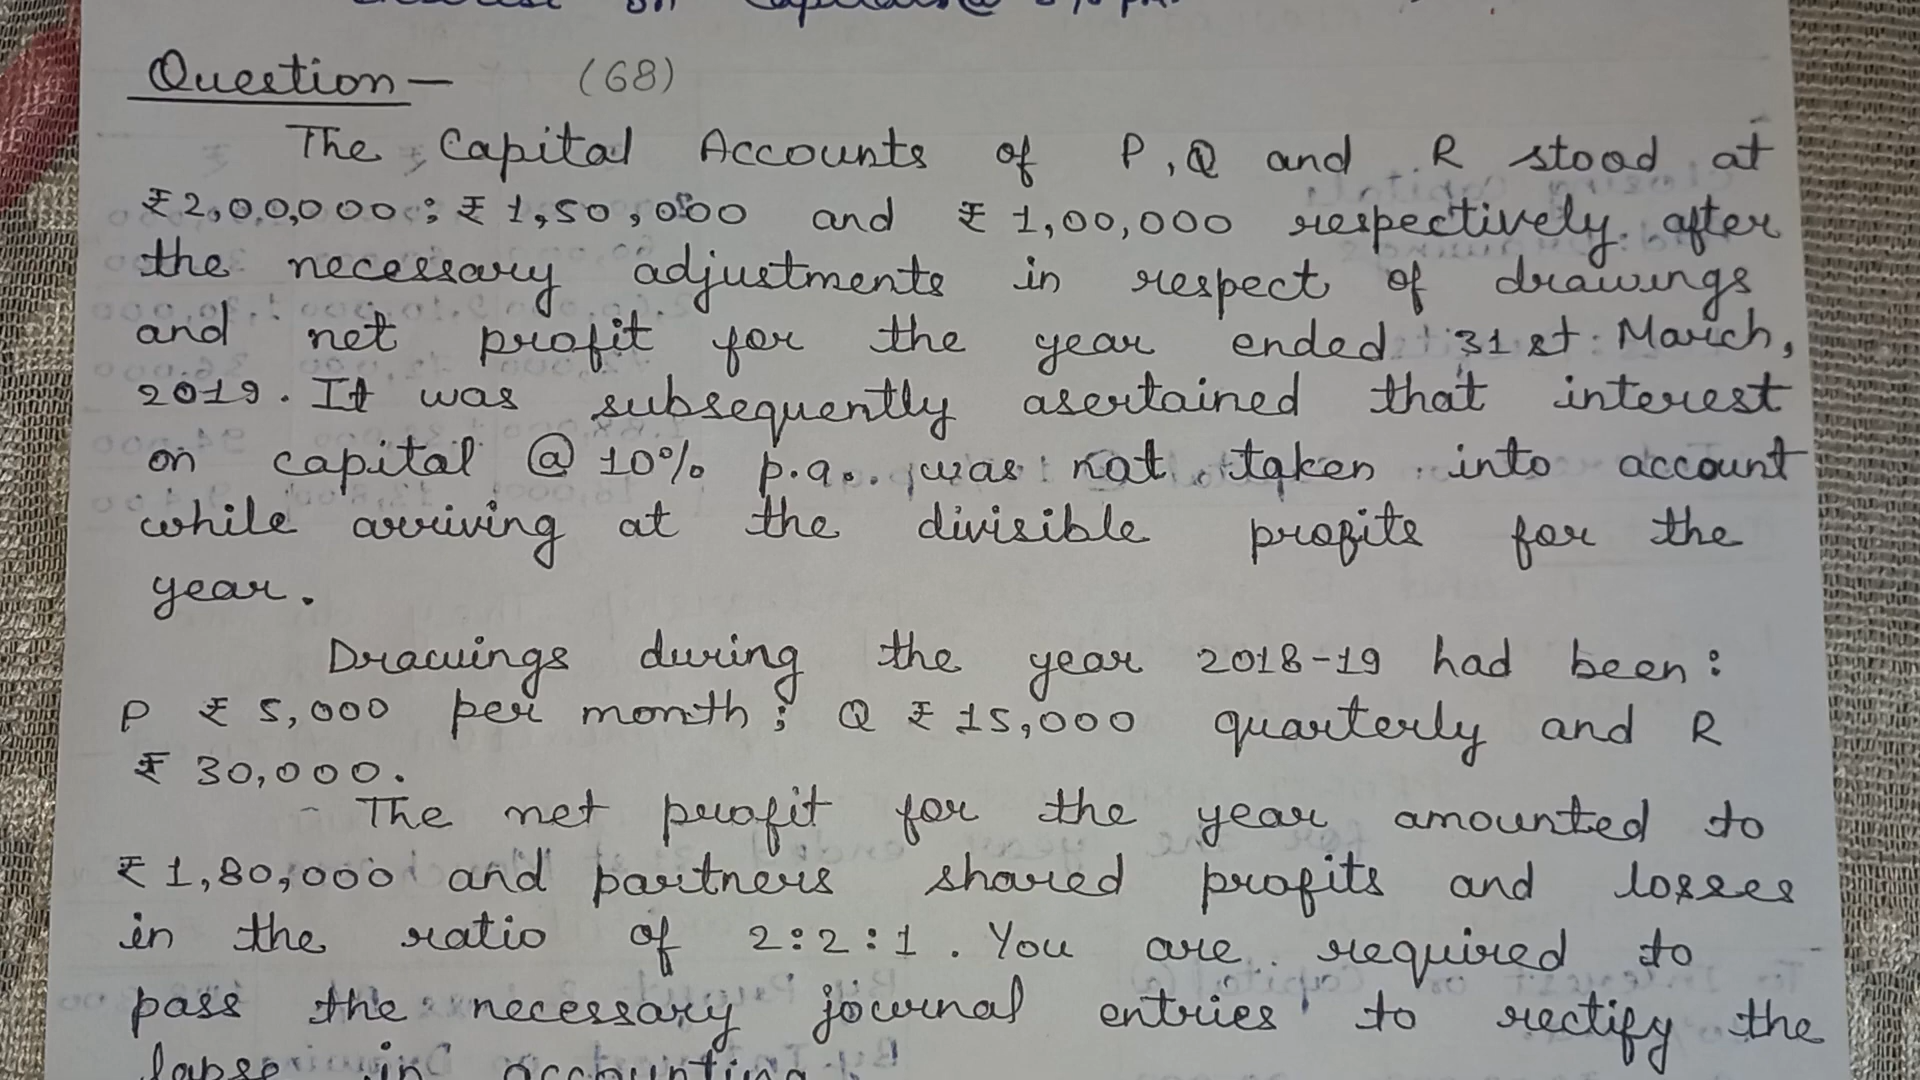 Interest on Capitals @
Question — (68)
The Capital Accounts of P, Q and R stood at
₹2,00,000; ₹1,50,000 and ₹1,00,000 respectively after
the necessary adjustments in respect of drawings
and net profit for the year ended 31st March,
2019. It was subsequently asertained that interest
on capital @ 10% p.a. was not taken into account
while arriving at the divisible profits for the
year.
Drawings during the year 2018-19 had been:
P ₹5,000 per month; Q ₹15,000 quarterly and R
₹30,000.
The net profit for the year amounted to
₹1,80,000 and partners shared profits and losses
in the ratio of 2:2:1. You are required to
pass the necessary journal entries to rectify the
lapse in accounting.